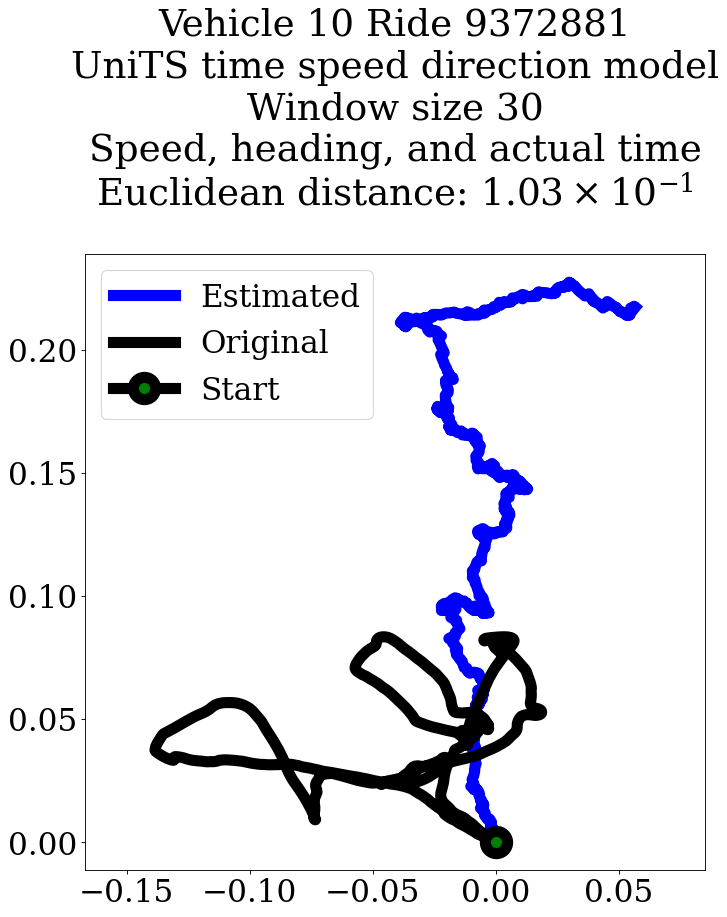 Vehicle 10 Ride 9372881
UniTS time speed direction model
Window size 30
Speed, heading, and actual time
Euclidean distance: 1.03 × 10⁻¹
Estimated
Original
Start
0.20
0.15
0.10
0.05
0.00
−0.15 −0.10 −0.05 0.00 0.05